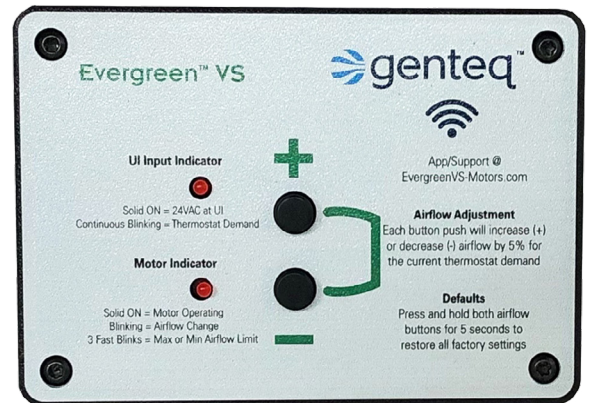 Evergreen™ VS
genteq™
App/Support @
EvergreenVS-Motors.com
UI Input Indicator
+
Solid ON = 24VAC at UI
Continuous Blinking = Thermostat Demand
Airflow Adjustment
Each button push will increase (+)
or decrease (-) airflow by 5% for
the current thermostat demand
Motor Indicator
Solid ON = Motor Operating
Blinking = Airflow Change
3 Fast Blinks = Max or Min Airflow Limit
−
Defaults
Press and hold both airflow
buttons for 5 seconds to
restore all factory settings